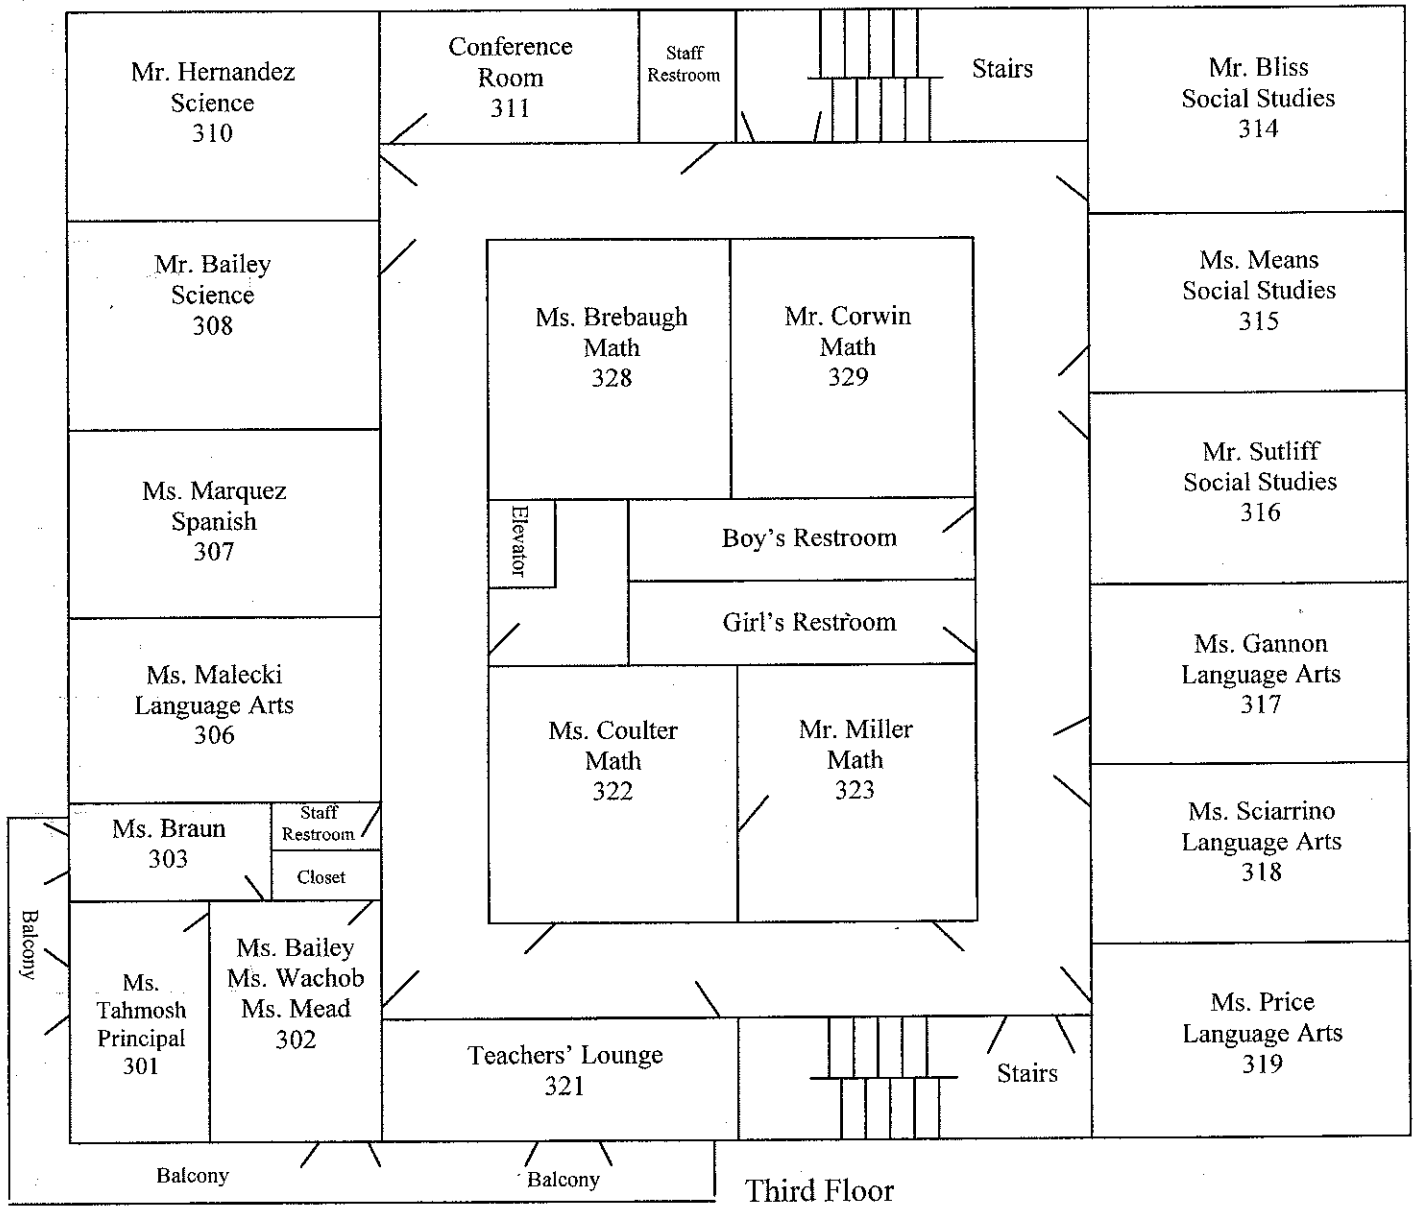 Mr. Hernandez
Science
310
Conference
Room
311
Staff
Restroom
Stairs
Mr. Bliss
Social Studies
314
Mr. Bailey
Science
308
Ms. Brebaugh
Math
328
Mr. Corwin
Math
329
Ms. Means
Social Studies
315
Ms. Marquez
Spanish
307
Elevator
Boy's Restroom
Mr. Sutliff
Social Studies
316
Girl's Restroom
Ms. Malecki
Language Arts
306
Ms. Coulter
Math
322
Mr. Miller
Math
323
Ms. Gannon
Language Arts
317
Ms. Braun
303
Staff
Restroom
Closet
Ms. Sciarrino
Language Arts
318
Balcony
Ms.
Tahmosh
Principal
301
Ms. Bailey
Ms. Wachob
Ms. Mead
302
Teachers' Lounge
321
Stairs
Ms. Price
Language Arts
319
Balcony
Balcony
Third Floor